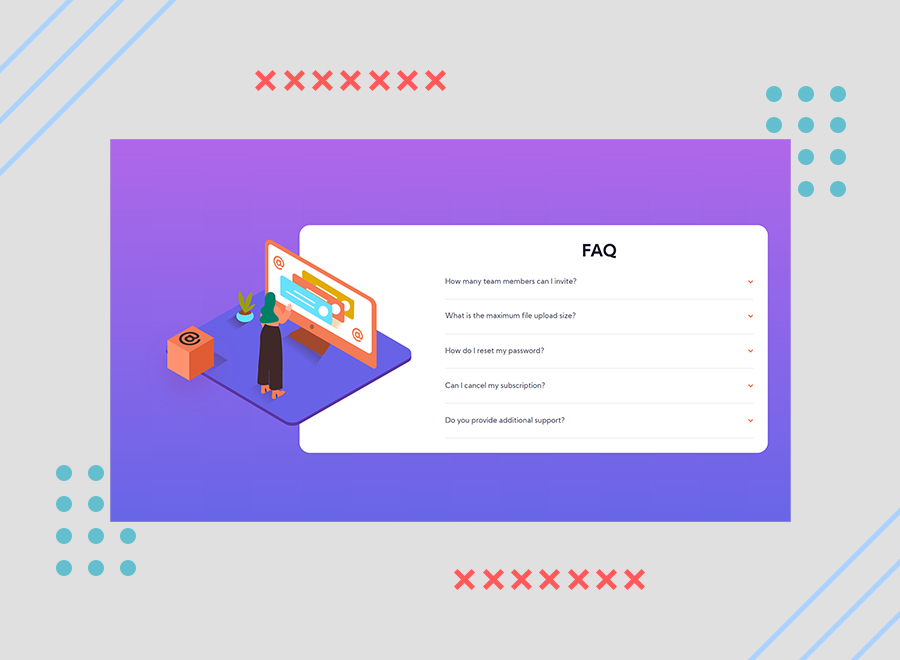 FAQ
How many team members can I invite?
What is the maximum file upload size?
How do I reset my password?
Can I cancel my subscription?
Do you provide additional support?
@
@
@